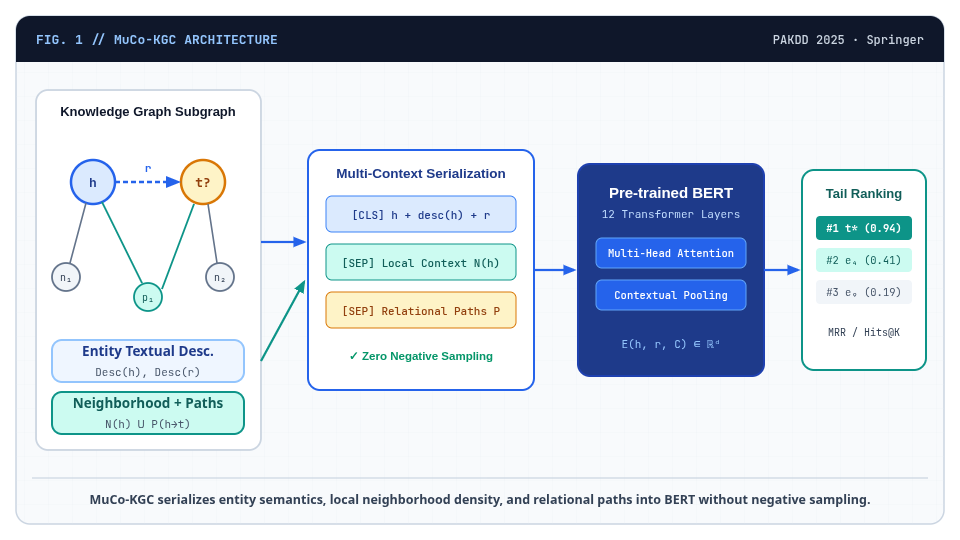 FIG. 1 // MuCo-KGC ARCHITECTURE
PAKDD 2025 · Springer
Knowledge Graph Subgraph
h
r
t?
n₁
p₁
n₂
Entity Textual Desc.
Desc(h), Desc(r)
Neighborhood + Paths
N(h) ∪ P(h→t)
Multi-Context Serialization
[CLS] h + desc(h) + r
[SEP] Local Context N(h)
[SEP] Relational Paths P
✓ Zero Negative Sampling
Pre-trained BERT
12 Transformer Layers
Multi-Head Attention
Contextual Pooling
E(h, r, C) ∈ ℝᵈ
Tail Ranking
#1 t* (0.94)
#2 e₄ (0.41)
#3 (0.19)
MRR / Hits@K
MuCo-KGC serializes entity semantics, local neighborhood density, and relational paths into BERT without negative sampling.